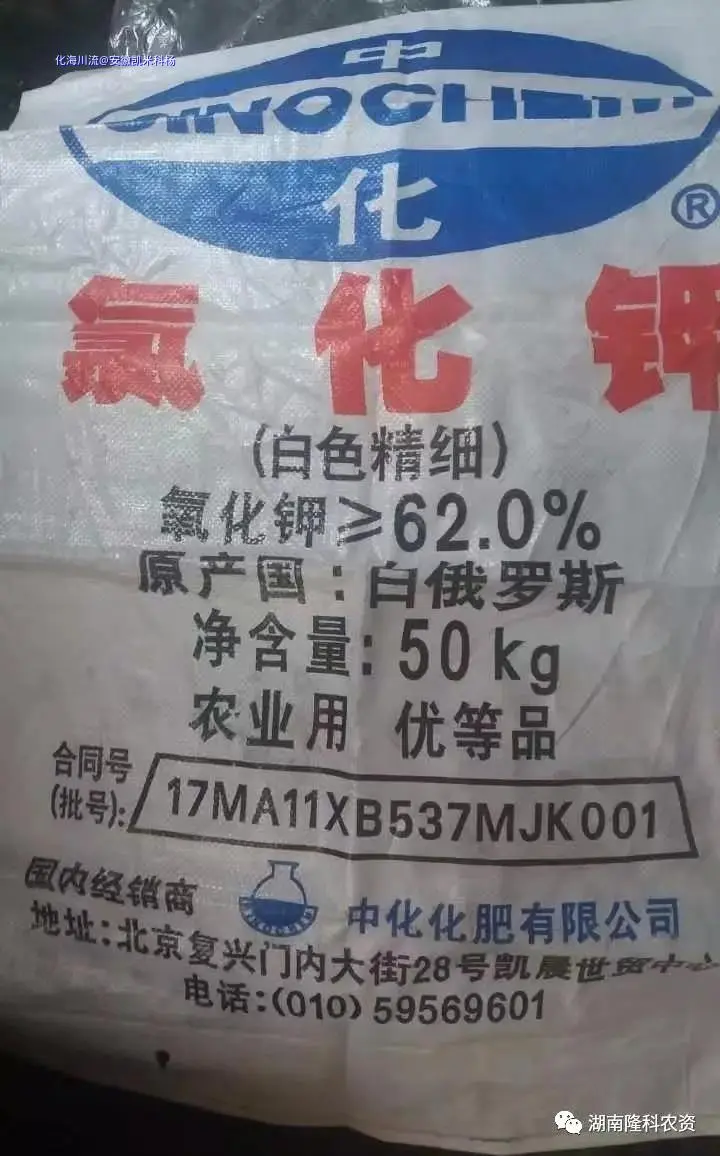 化海川流@安徽凯米科杨
中
SINOCHEM
化
®
氯化钾
(白色精细)
氧化钾≥62.0%
原产国:白俄罗斯
净含量:50kg
农业用 优等品
合同号
(批号):
17MA11XB537MJK001
国内经销商
中化化肥有限公司
地址:北京复兴门内大街28号凯晨世贸中心
电话:(010)59569601
湖南隆科农资